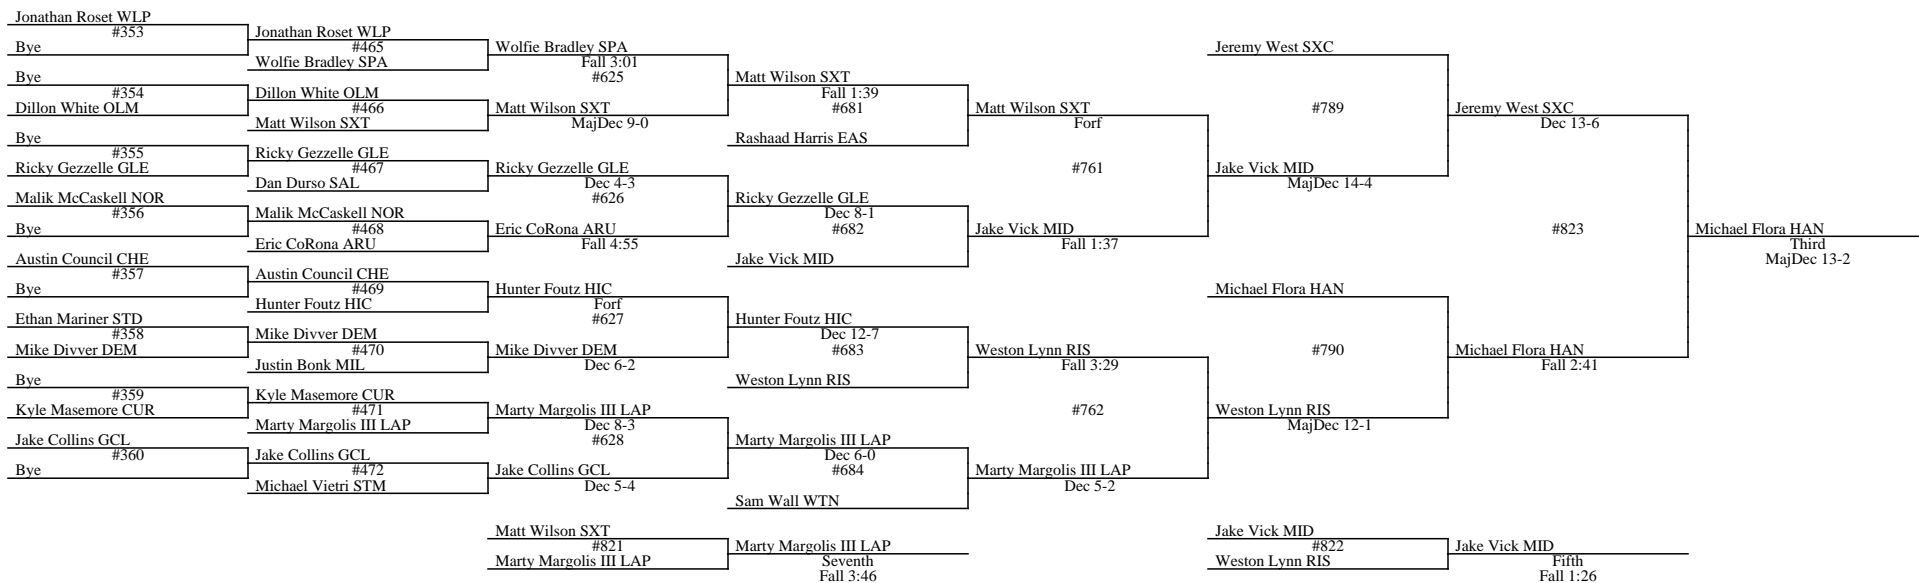 Jonathan Roset WLP
#353
Bye
Bye
#354
Dillon White OLM
Bye
#355
Ricky Gezzelle GLE
Malik McCaskell NOR
#356
Bye
Austin Council CHE
#357
Bye
Ethan Mariner STD
#358
Mike Divver DEM
Bye
#359
Kyle Masemore CUR
Jake Collins GCL
#360
Bye
Jonathan Roset WLP
#465
Wolfie Bradley SPA
Dillon White OLM
#466
Matt Wilson SXT
Ricky Gezzelle GLE
#467
Dan Durso SAL
Malik McCaskell NOR
#468
Eric CoRona ARU
Austin Council CHE
#469
Hunter Foutz HIC
Mike Divver DEM
#470
Justin Bonk MIL
Kyle Masemore CUR
#471
Marty Margolis III LAP
Jake Collins GCL
#472
Michael Vietri STM
Wolfie Bradley SPA
Fall 3:01
#625
Matt Wilson SXT
MajDec 9-0
Ricky Gezzelle GLE
Dec 4-3
#626
Eric CoRona ARU
Fall 4:55
Hunter Foutz HIC
Forf
#627
Mike Divver DEM
Dec 6-2
Marty Margolis III LAP
Dec 8-3
#628
Jake Collins GCL
Dec 5-4
Matt Wilson SXT
Fall 1:39
#681
Rashaad Harris EAS
Ricky Gezzelle GLE
Dec 8-1
#682
Jake Vick MID
Hunter Foutz HIC
Dec 12-7
#683
Weston Lynn RIS
Marty Margolis III LAP
Dec 6-0
#684
Sam Wall WTN
Matt Wilson SXT
Forf
#761
Jake Vick MID
Fall 1:37
Weston Lynn RIS
Fall 3:29
#762
Marty Margolis III LAP
Dec 5-2
Jeremy West SXC
#789
Jake Vick MID
MajDec 14-4
Michael Flora HAN
#790
Weston Lynn RIS
MajDec 12-1
Jeremy West SXC
Dec 13-6
#823
Michael Flora HAN
Fall 2:41
Michael Flora HAN
Third
MajDec 13-2
Matt Wilson SXT
#821
Marty Margolis III LAP
Marty Margolis III LAP
Seventh
Fall 3:46
Jake Vick MID
#822
Weston Lynn RIS
Jake Vick MID
Fifth
Fall 1:26